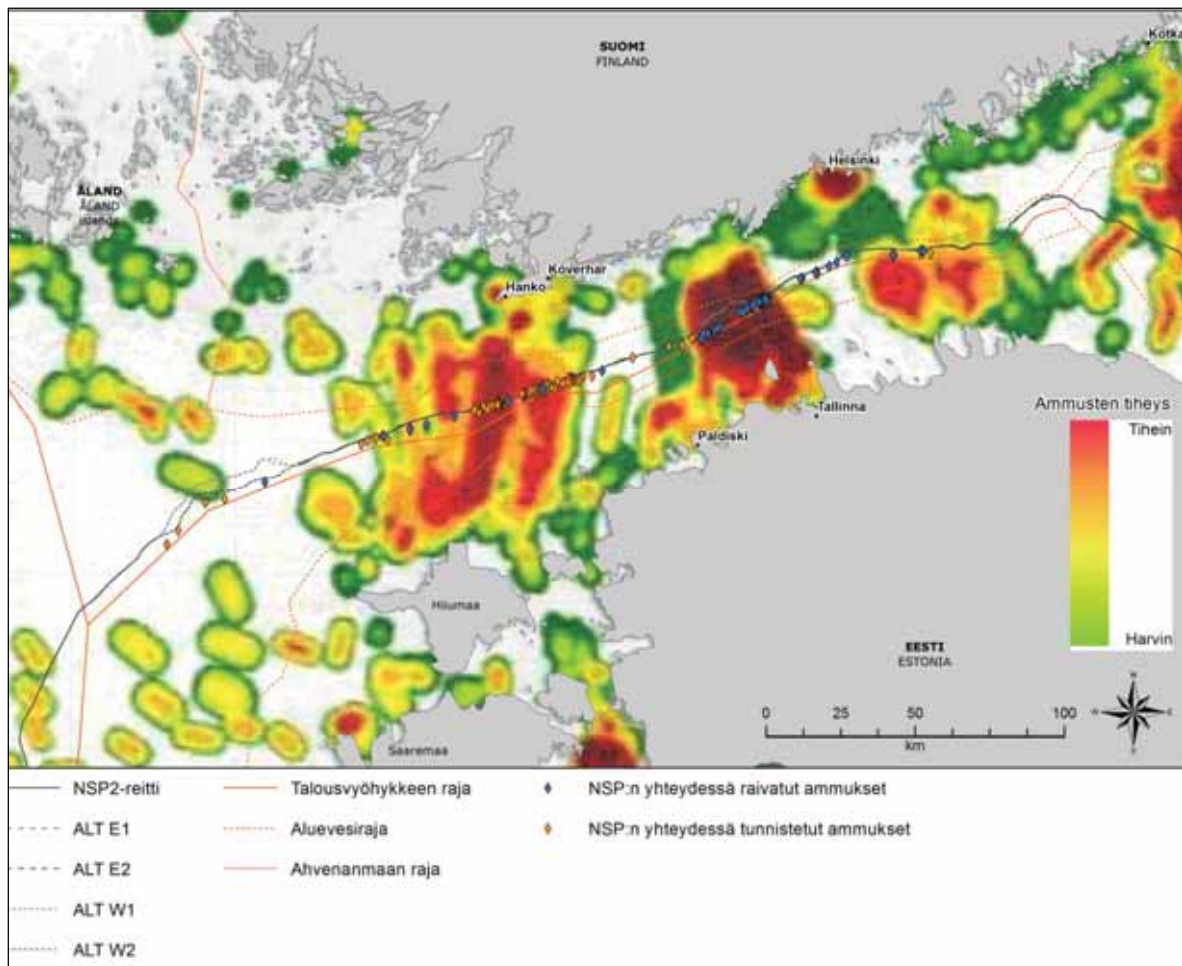 SUOMI
FINLAND
Kotka
Helsinki
ÅLAND
ÅLAND
islands
Koverhar
Hanko
Tallinna
Paldiski
Ammusten tiheys
Tihein
Harvin
Hiiumaa
EESTI
ESTONIA
Saaremaa
N
W
E
S
0 25 50 100
km
NSP2-reitti
ALT E1
ALT E2
ALT W1
ALT W2
Talousvyöhykkeen raja
Aluevesiraja
Ahvenanmaan raja
NSP:n yhteydessä raivatut ammukset
NSP:n yhteydessä tunnistetut ammukset